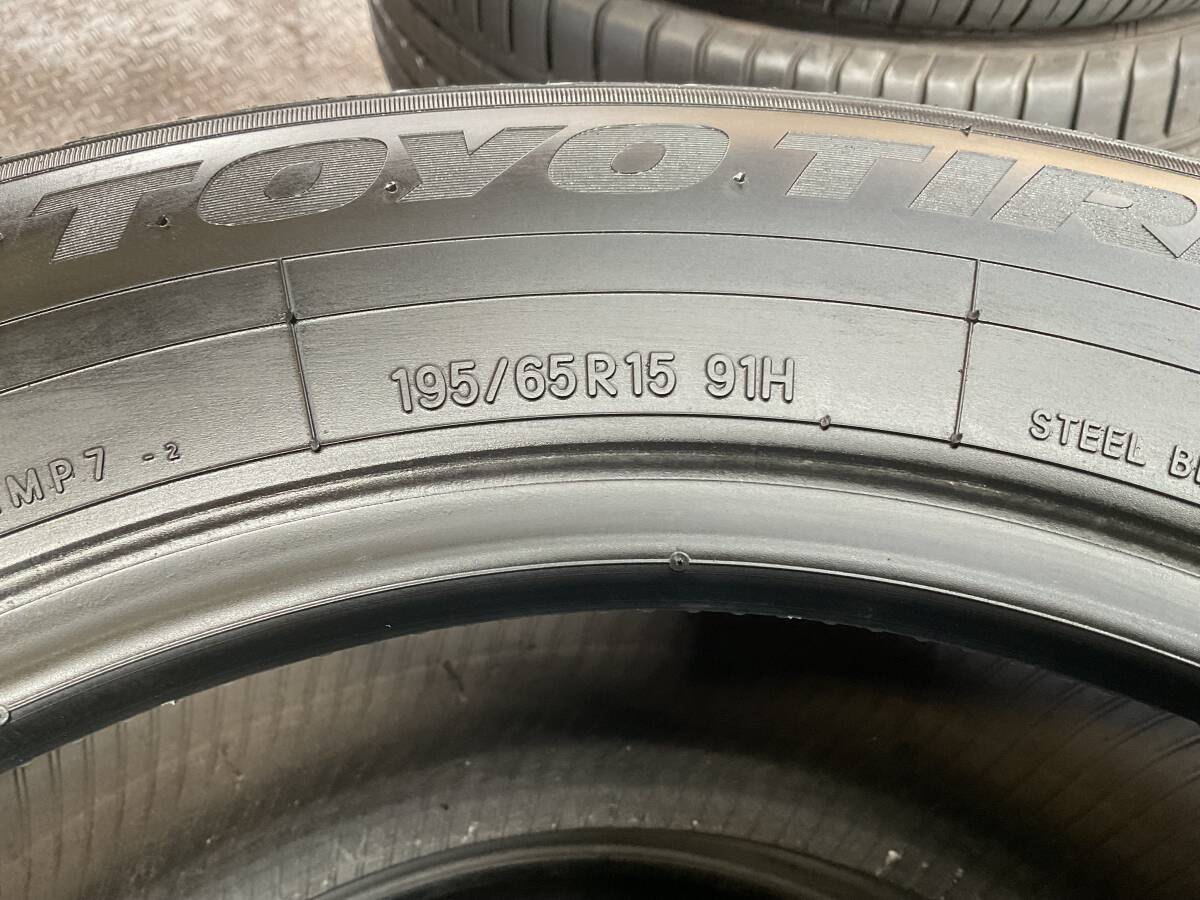 TOYO TIR
195/65R15 91H
MP7 -2
STEEL